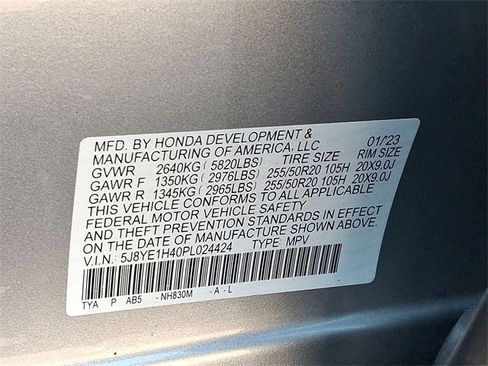 MFD. BY HONDA DEVELOPMENT &
MANUFACTURING OF AMERICA, LLC 01/'23
GVWR 2640KG ( 5820LBS) TIRE SIZE RIM SIZE
GAWR F 1350KG ( 2976LBS) 255/50R20 105H 20X9.0J
GAWR R 1345KG ( 2965LBS) 255/50R20 105H 20X9.0J
THIS VEHICLE CONFORMS TO ALL APPLICABLE
FEDERAL MOTOR VEHICLE SAFETY
AND THEFT PREVENTION STANDARDS IN EFFECT
ON THE DATE OF MANUFACTURE SHOWN ABOVE.
V.I.N.: 5J8YE1H40PL024424 TYPE: MPV
TYA P AB5 - NH830M - A - L